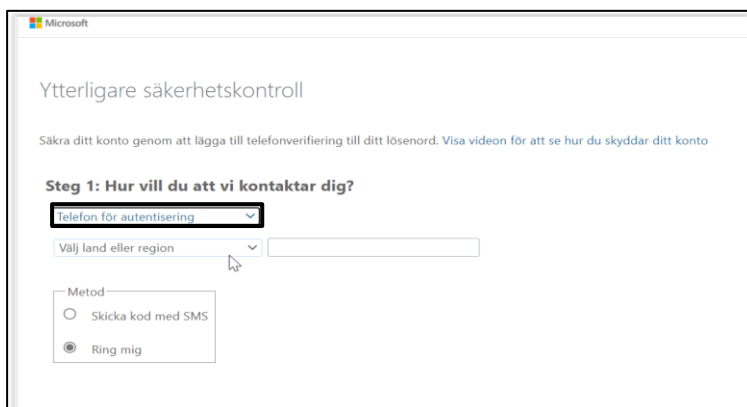 Microsoft
Ytterligare säkerhetskontroll
Säkra ditt konto genom att lägga till telefonverifiering till ditt lösenord. Visa videon för att se hur du skyddar ditt konto
Steg 1: Hur vill du att vi kontaktar dig?
Telefon för autentisering
Välj land eller region
Metod
Skicka kod med SMS
Ring mig